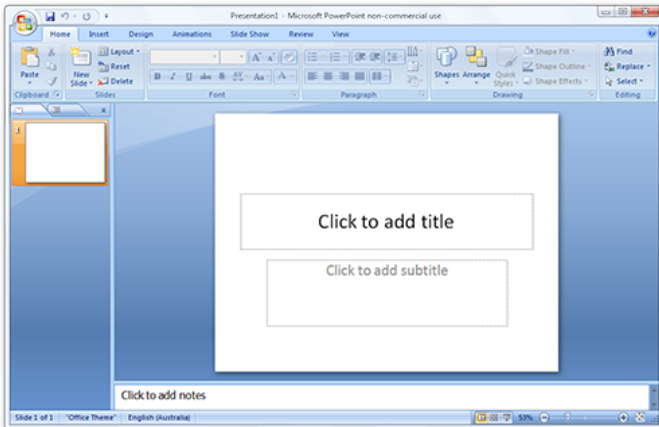 Presentation1 - Microsoft PowerPoint non-commercial use
Home Insert Design Animations Slide Show Review View
Paste
New Slide
Layout
Reset
Delete
Shapes Arrange Quick Styles
Shape Fill
Shape Outline
Shape Effects
Find
Replace
Select
Clipboard Slides Font Paragraph Drawing Editing
1
Click to add title
Click to add subtitle
Click to add notes
Slide 1 of 1 "Office Theme" English (Australia) 53%